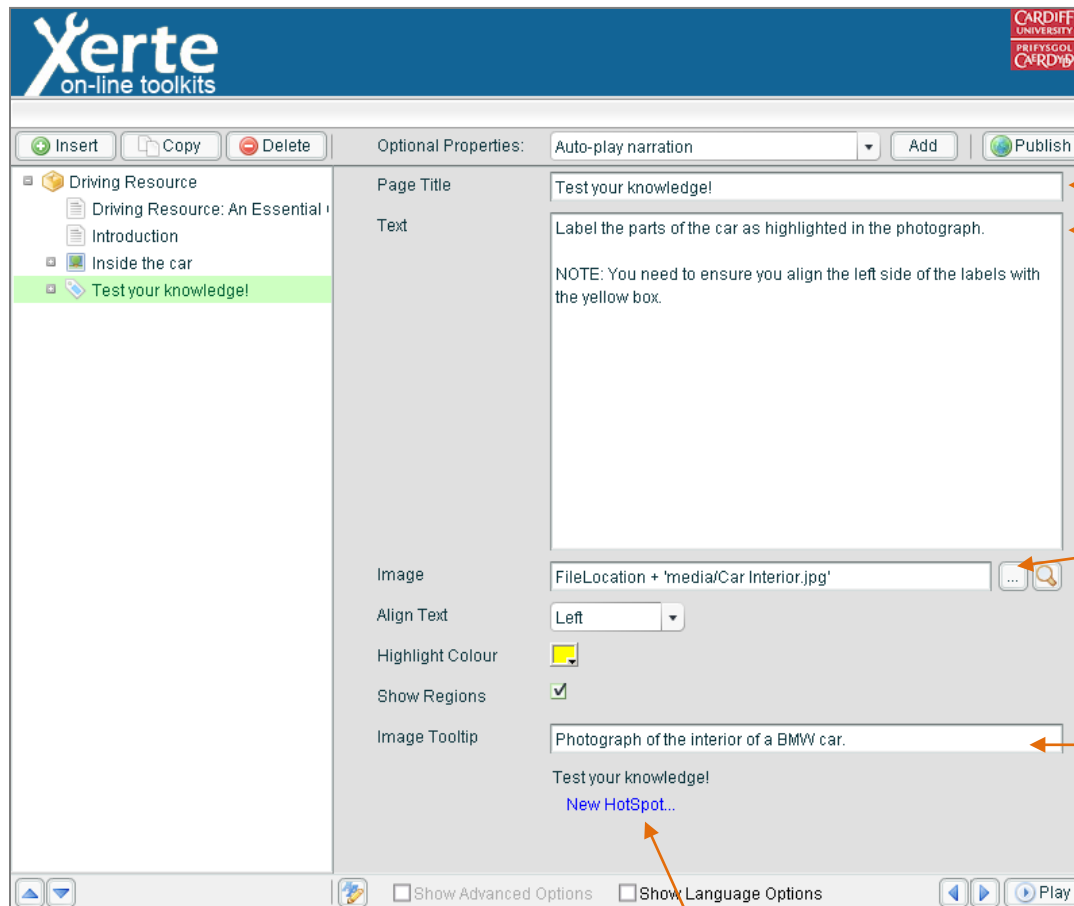 Xerte
on-line toolkits
CARDIFF
UNIVERSITY
PRIFYSGOL
CAERDYD
Insert Copy Delete Optional Properties: Auto-play narration Add Publish
Driving Resource
Driving Resource: An Essential
Introduction
Inside the car
Test your knowledge!
Page Title Test your knowledge!
Text Label the parts of the car as highlighted in the photograph.
NOTE: You need to ensure you align the left side of the labels with
the yellow box.
Image FileLocation + 'media/Car Interior.jpg' ...
Align Text Left
Highlight Colour
Show Regions
Image Tooltip Photograph of the interior of a BMW car.
Test your knowledge!
New HotSpot...
Show Advanced Options Show Language Options Play